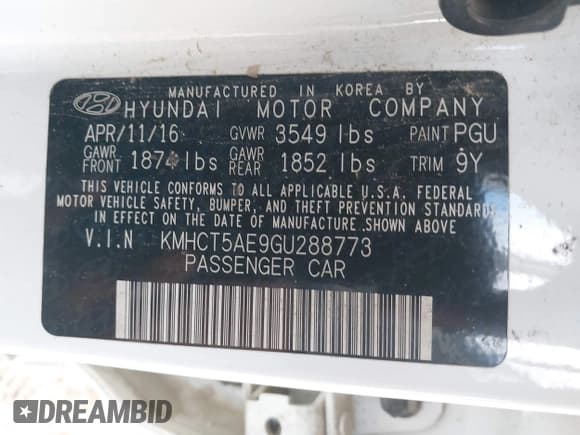 MANUFACTURED IN KOREA BY
HYUNDAI MOTOR COMPANY
APR/11/16 GVWR 3549 lbs PAINT PGU
GAWR FRONT 1874 lbs GAWR REAR 1852 lbs TRIM 9Y
THIS VEHICLE CONFORMS TO ALL APPLICABLE U.S.A. FEDERAL
MOTOR VEHICLE SAFETY, BUMPER, AND THEFT PREVENTION STANDARDS
IN EFFECT ON THE DATE OF MANUFACTURE SHOWN ABOVE
V.I.N KMHCT5AE9GU288773
PASSENGER CAR
DREAMBID